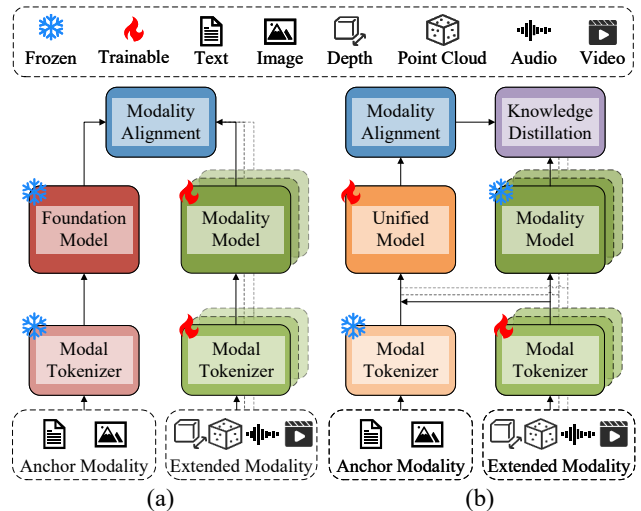 Frozen Trainable Text Image Depth Point Cloud Audio Video
Modality
Alignment
Foundation
Model
Modality
Model
Modal
Tokenizer
Modal
Tokenizer
Anchor Modality
Extended Modality
(a)
Modality
Alignment
Knowledge
Distillation
Unified
Model
Modality
Model
Modal
Tokenizer
Modal
Tokenizer
Anchor Modality
Extended Modality
(b)